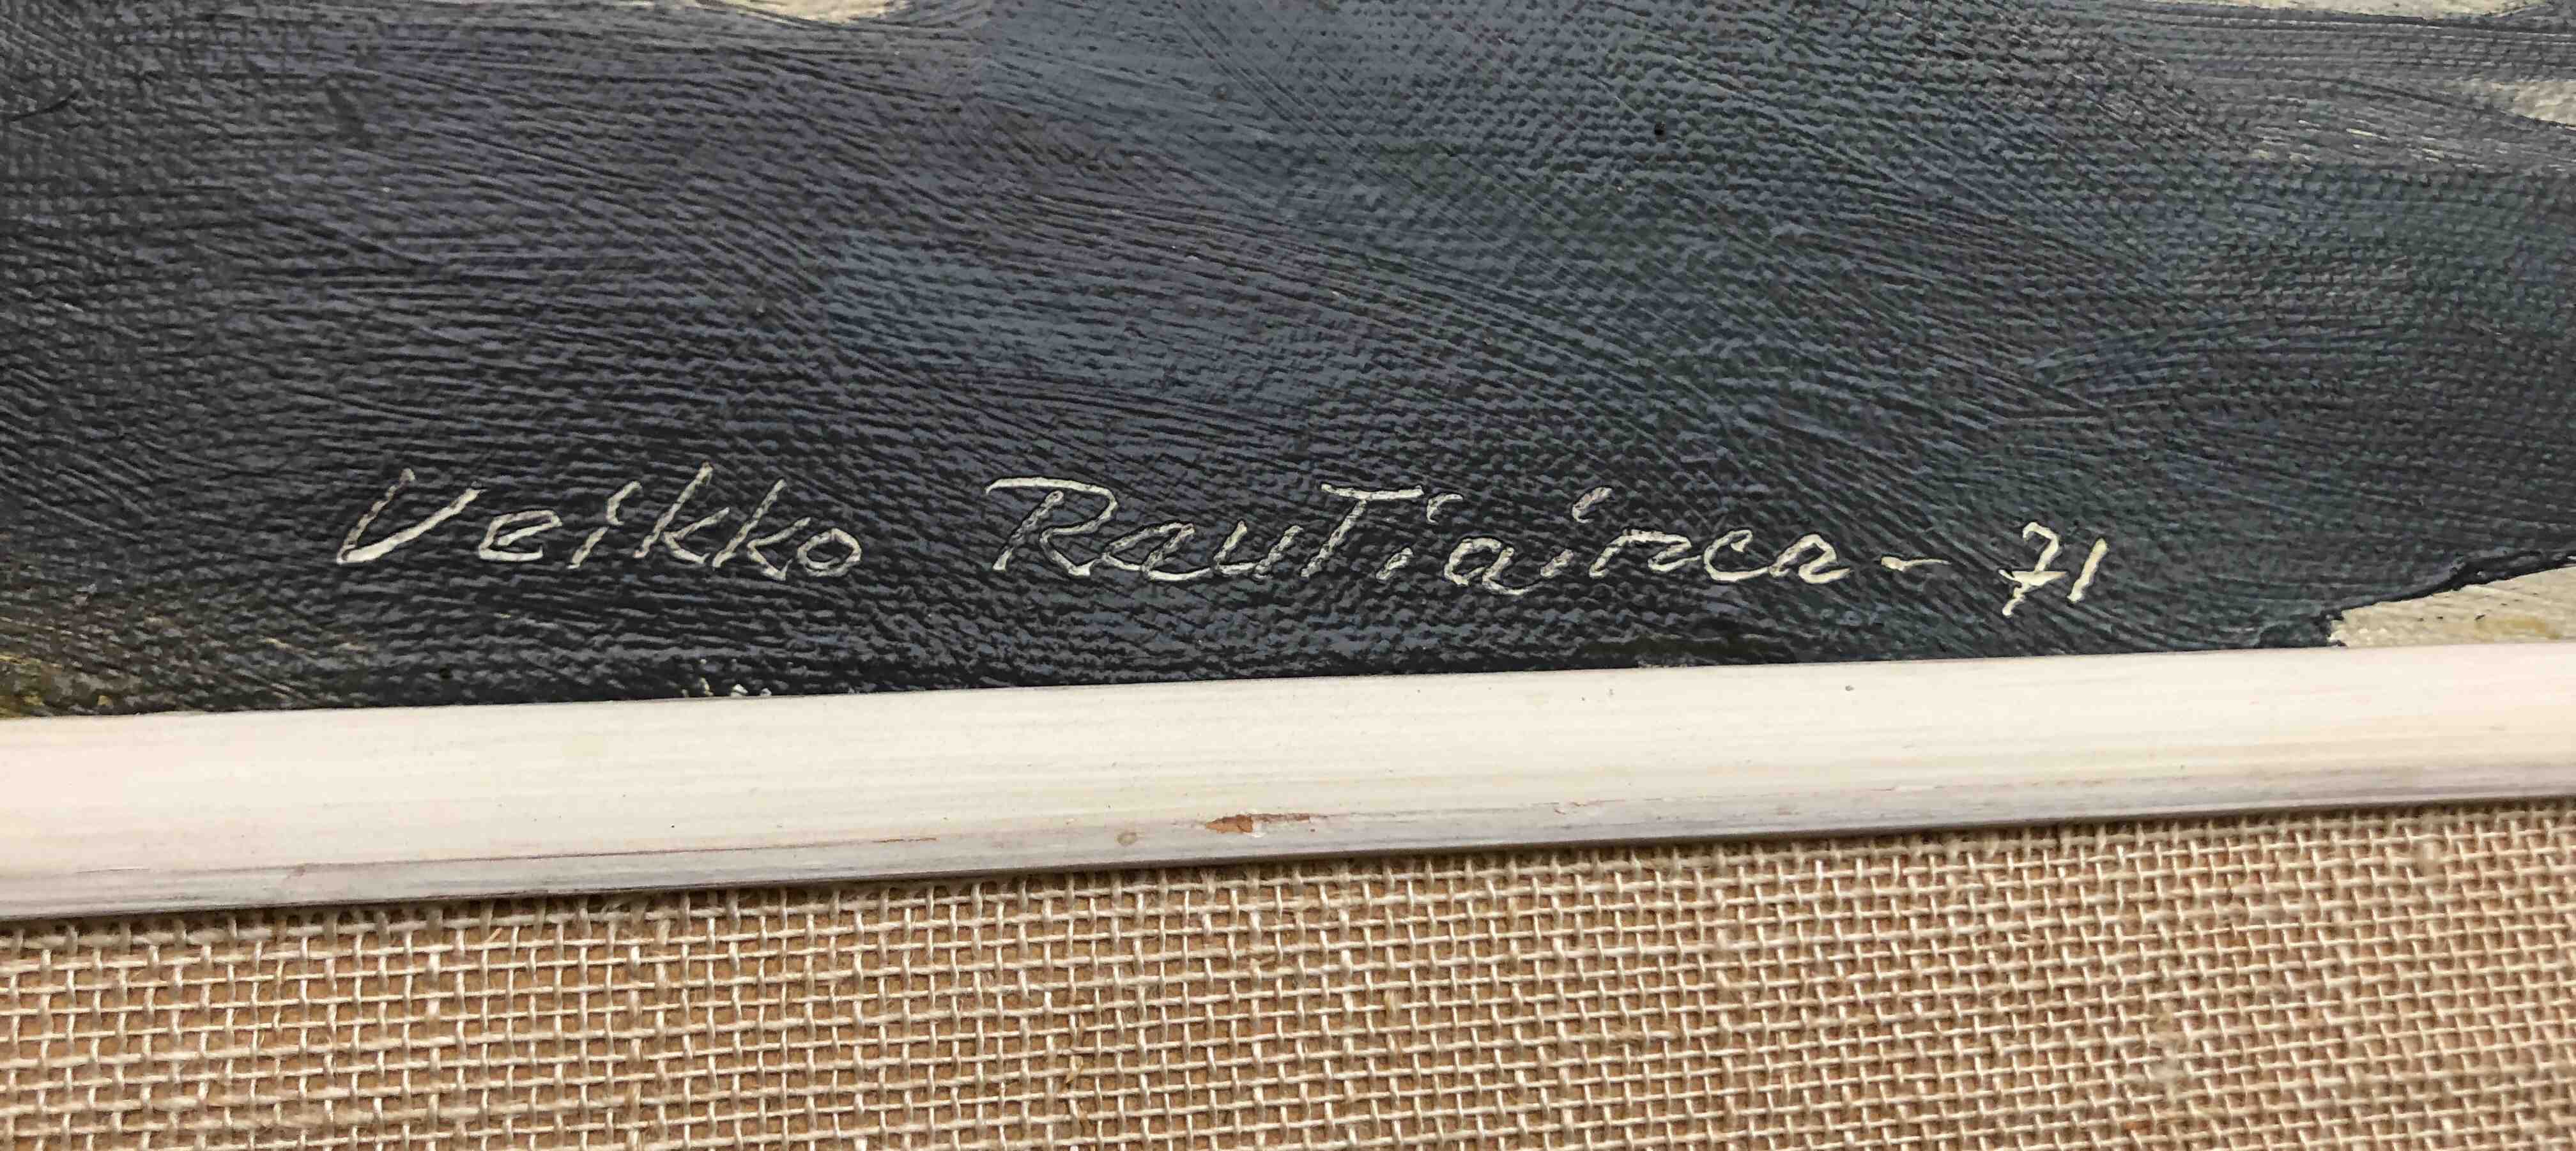 Veikko Rautiainen - 71